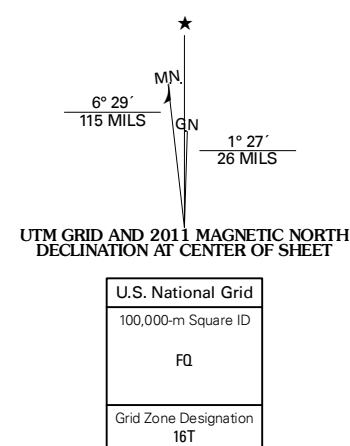 ★
MN.
6° 29´
115 MILS
GN
1° 27´
26 MILS
UTM GRID AND 2011 MAGNETIC NORTH
DECLINATION AT CENTER OF SHEET
U.S. National Grid
100,000-m Square ID
FQ
Grid Zone Designation
16T